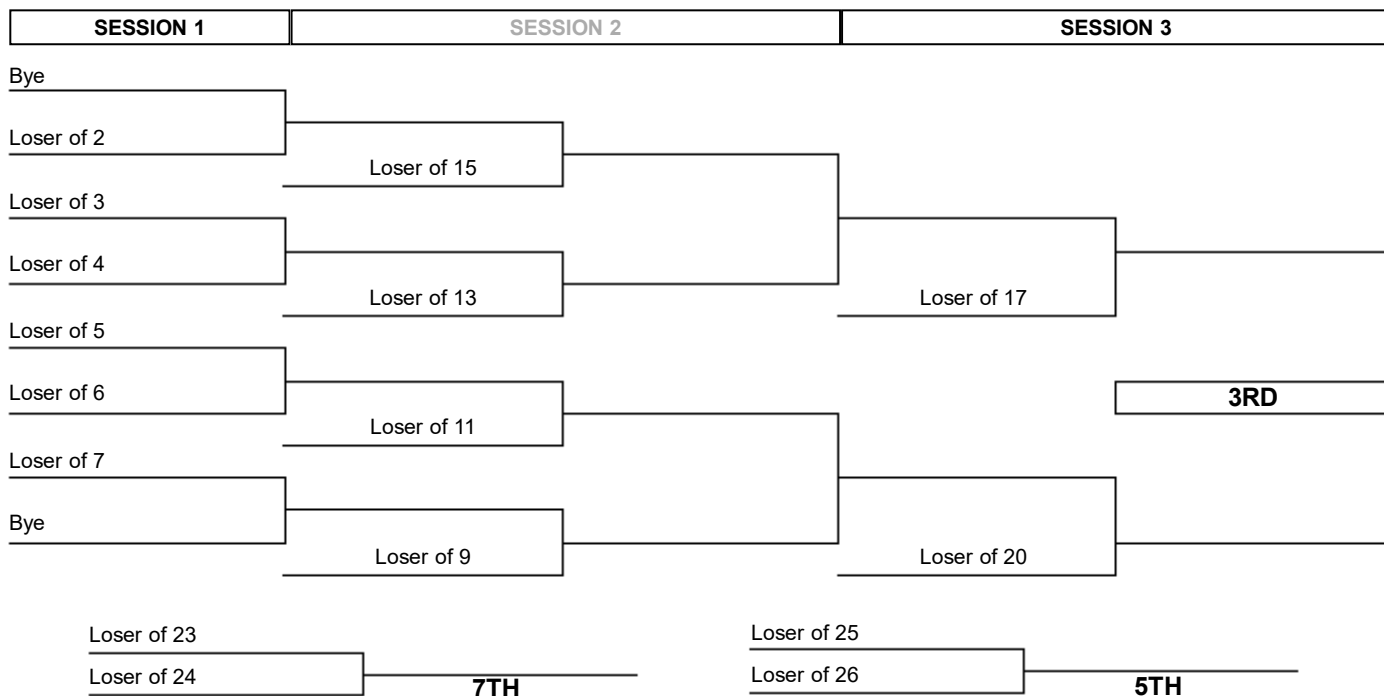 SESSION 1 SESSION 2 SESSION 3
Bye
Loser of 2
Loser of 15
Loser of 3
Loser of 4
Loser of 13
Loser of 17
Loser of 5
Loser of 6
3RD
Loser of 11
Loser of 7
Bye
Loser of 9
Loser of 20
Loser of 23
Loser of 24
7TH
Loser of 25
Loser of 26
5TH